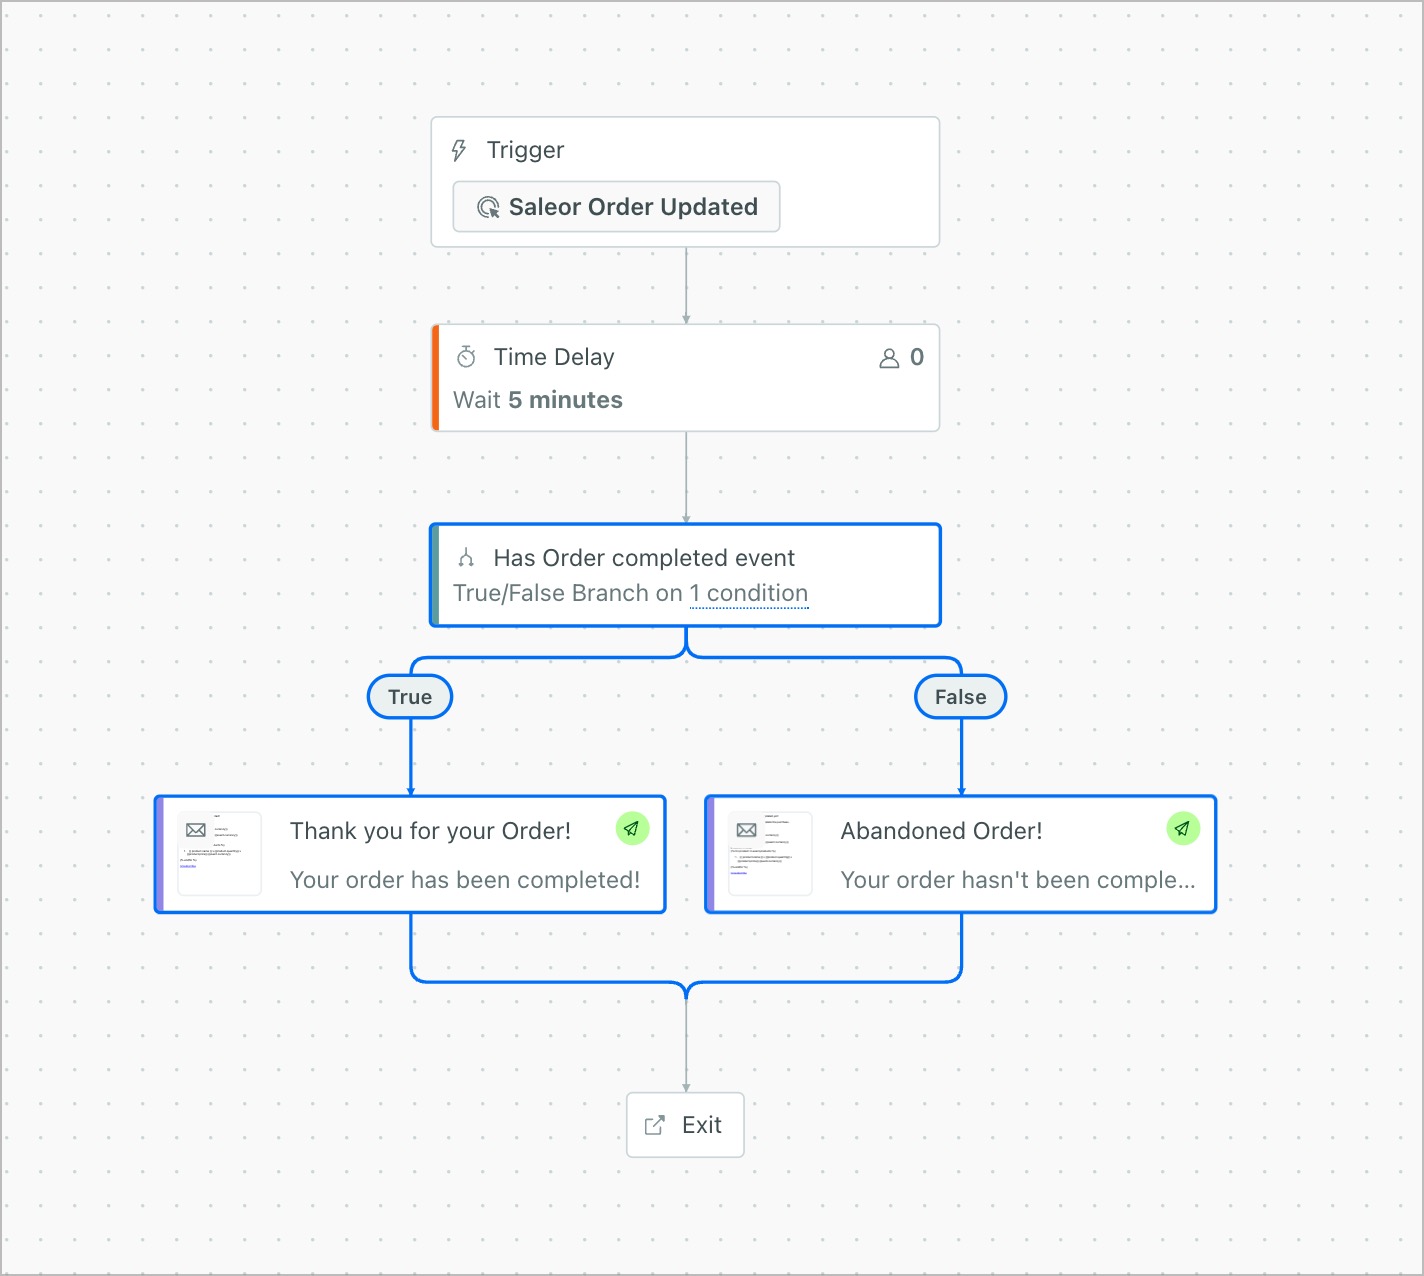 Trigger
Saleor Order Updated
Time Delay
0
Wait 5 minutes
Has Order completed event
True/False Branch on 1 condition
True
False
Thank you for your Order!
Your order has been completed!
Abandoned Order!
Your order hasn't been comple...
Exit